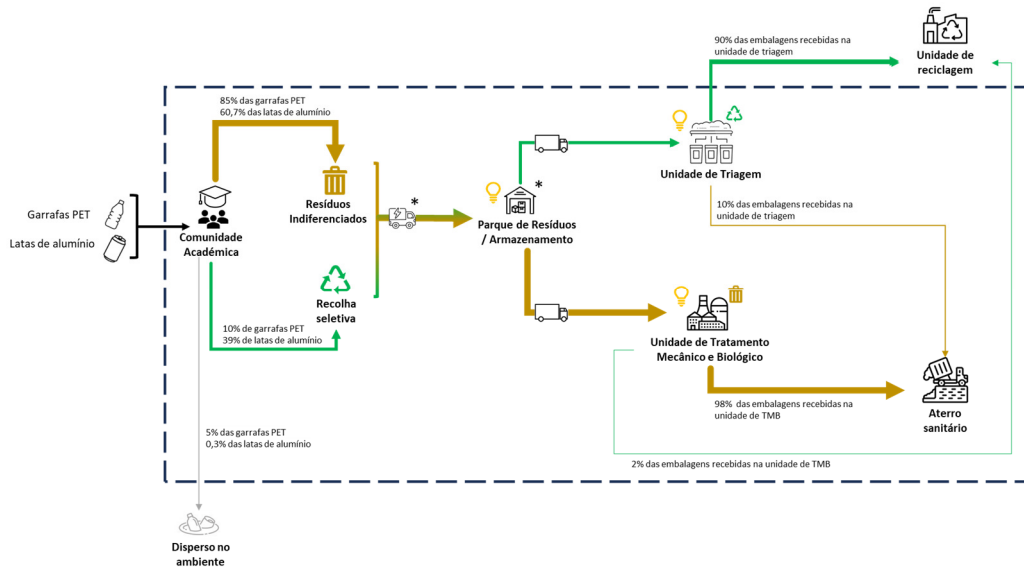 90% das embalagens recebidas na
unidade de triagem
Unidade de
reciclagem
85% das garrafas PET
60,7% das latas de alumínio
Unidade de Triagem
Resíduos
Indiferenciados
*
*
Garrafas PET
Latas de alumínio
Comunidade
Académica
Parque de Resíduos
/ Armazenamento
10% das embalagens recebidas na
unidade de triagem
Recolha
seletiva
10% de garrafas PET
39% de latas de alumínio
Unidade de Tratamento
Mecânico e Biológico
98% das embalagens recebidas na
unidade de TMB
Aterro
sanitário
5% das garrafas PET
0,3% das latas de alumínio
2% das embalagens recebidas na unidade de TMB
Disperso no
ambiente